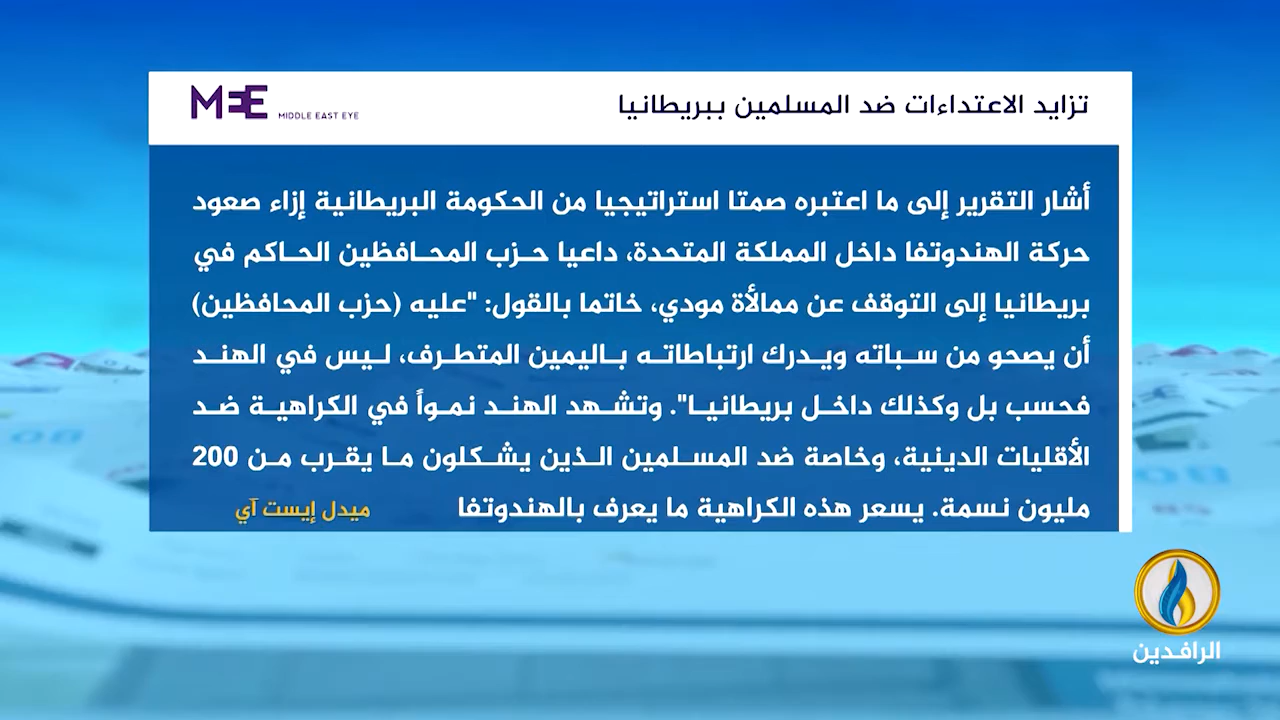 تزايد الاعتداءات ضد المسلمين ببريطانيا
MEE MIDDLE EAST EYE
أشار التقرير إلى ما اعتبره صمتا استراتيجيا من الحكومة البريطانية إزاء صعود
حركة الهندوتفا داخل المملكة المتحدة، داعيا حزب المحافظين الحاكم في
بريطانيا إلى التوقف عن ممالأة مودي، خاتما بالقول: "عليه (حزب المحافظين)
أن يصحو من سباته ويدرك ارتباطاته باليمين المتطرف، ليس في الهند
فحسب بل وكذلك داخل بريطانيا". وتشهد الهند نمواً في الكراهية ضد
الأقليات الدينية، وخاصة ضد المسلمين الذين يشكلون ما يقرب من 200
مليون نسمة. يسعر هذه الكراهية ما يعرف بالهندوتفا
ميدل إيست آي
الرافدين